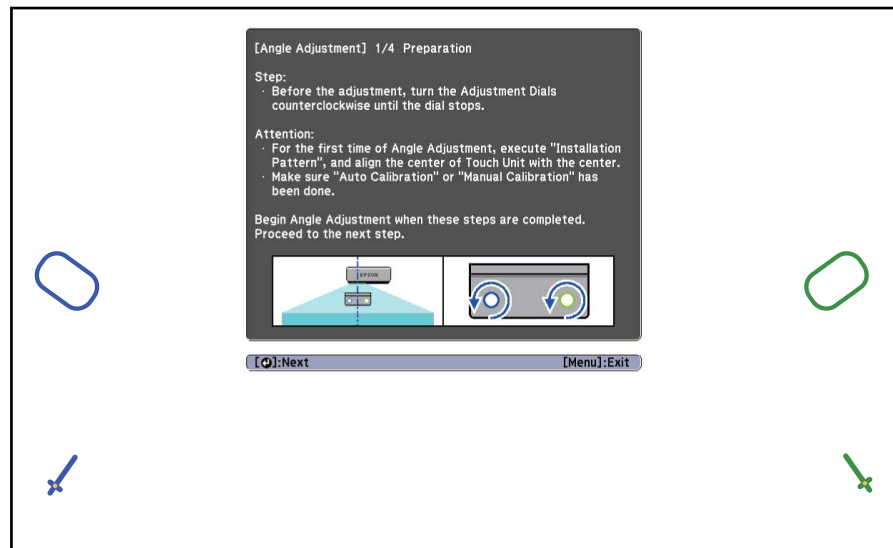 [Angle Adjustment] 1/4 Preparation
Step:
· Before the adjustment, turn the Adjustment Dials
counterclockwise until the dial stops.
Attention:
· For the first time of Angle Adjustment, execute "Installation
Pattern", and align the center of Touch Unit with the center.
· Make sure "Auto Calibration" or "Manual Calibration" has
been done.
Begin Angle Adjustment when these steps are completed.
Proceed to the next step.
EPSON
[⏎]:Next [Menu]:Exit